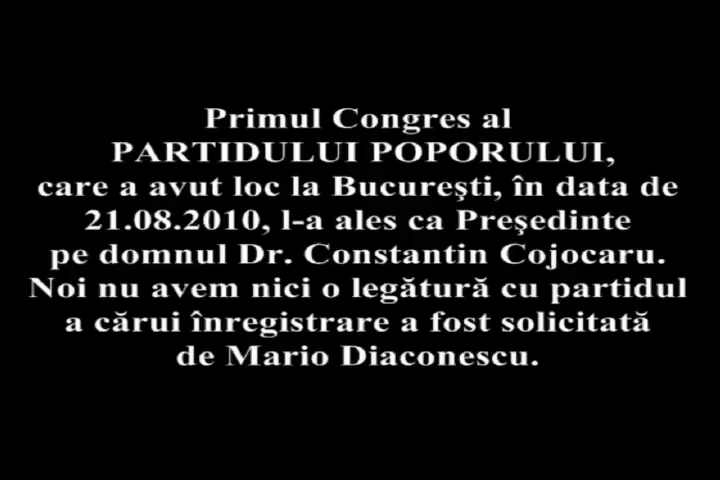 Primul Congres al
PARTIDULUI POPORULUI,
care a avut loc la Bucureşti, în data de
21.08.2010, l-a ales ca Preşedinte
pe domnul Dr. Constantin Cojocaru.
Noi nu avem nici o legătură cu partidul
a cărui înregistrare a fost solicitată
de Mario Diaconescu.